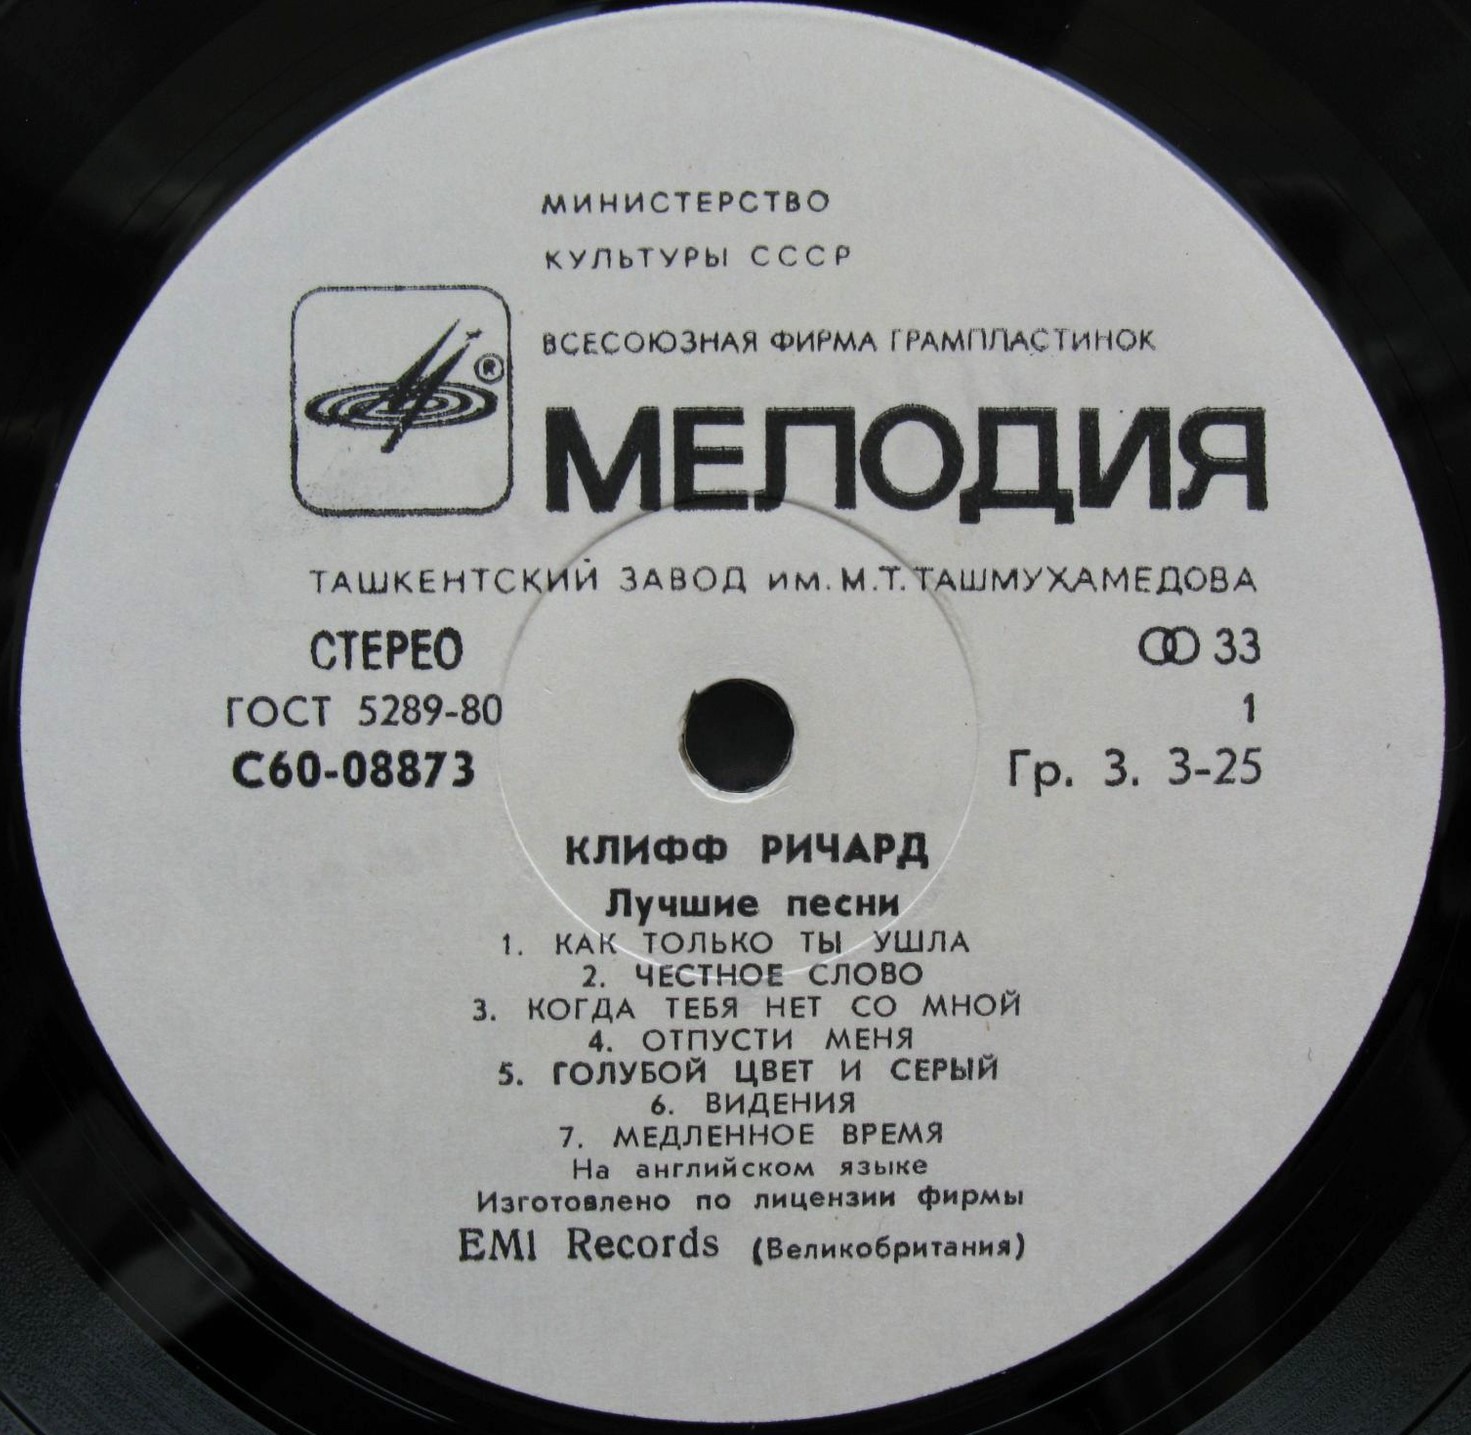 МИНИСТЕРСТВО
КУЛЬТУРЫ СССР
®
ВСЕСОЮЗНАЯ ФИРМА ГРАМПЛАСТИНОК
МЕЛОДИЯ
ТАШКЕНТСКИЙ ЗАВОД им. М.Т. ТАШМУХАМЕДОВА
СТЕРЕО
33
ГОСТ 5289-80
1
С60-08873
Гр. 3. 3-25
КЛИФФ РИЧАРД
Лучшие песни
1. КАК ТОЛЬКО ТЫ УШЛА
2. ЧЕСТНОЕ СЛОВО
3. КОГДА ТЕБЯ НЕТ СО МНОЙ
4. ОТПУСТИ МЕНЯ
5. ГОЛУБОЙ ЦВЕТ И СЕРЫЙ
6. ВИДЕНИЯ
7. МЕДЛЕННОЕ ВРЕМЯ
На английском языке
Изготовлено по лицензии фирмы
EMI Records (Великобритания)